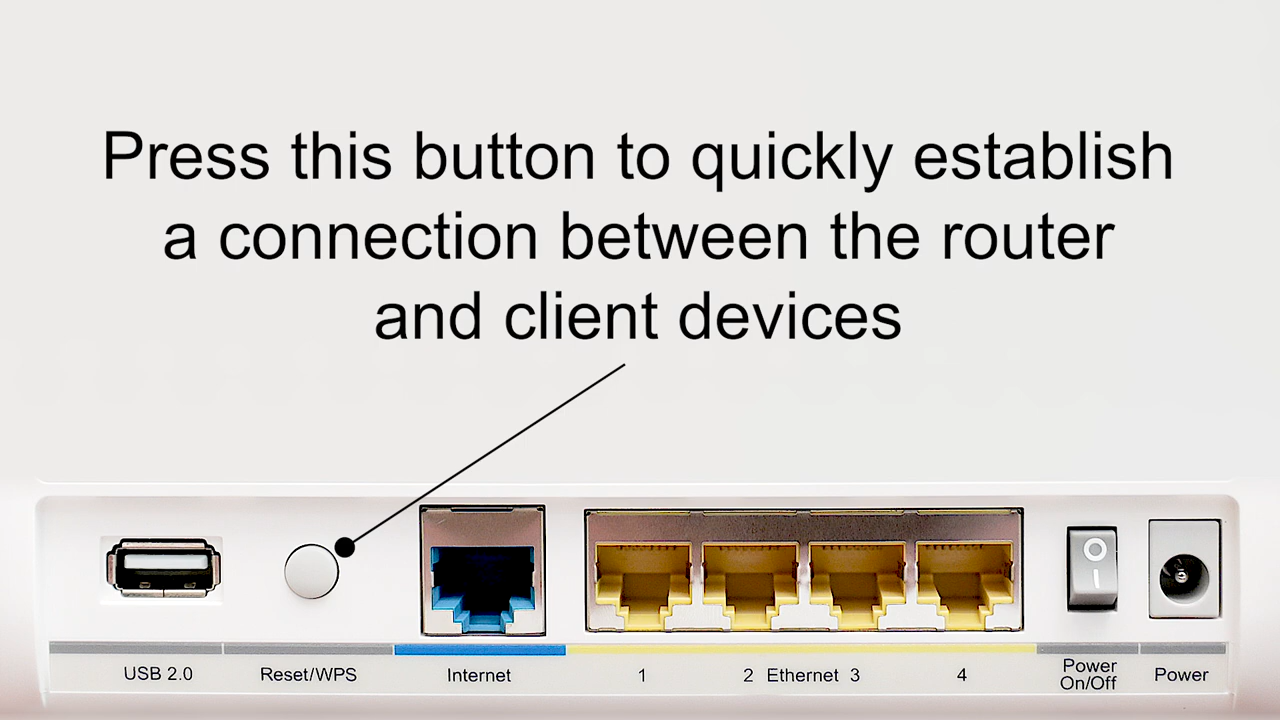 Press this button to quickly establish
a connection between the router
and client devices
O
I
USB 2.0
Reset/WPS
Internet
1
2 Ethernet 3
4
Power
On/Off
Power